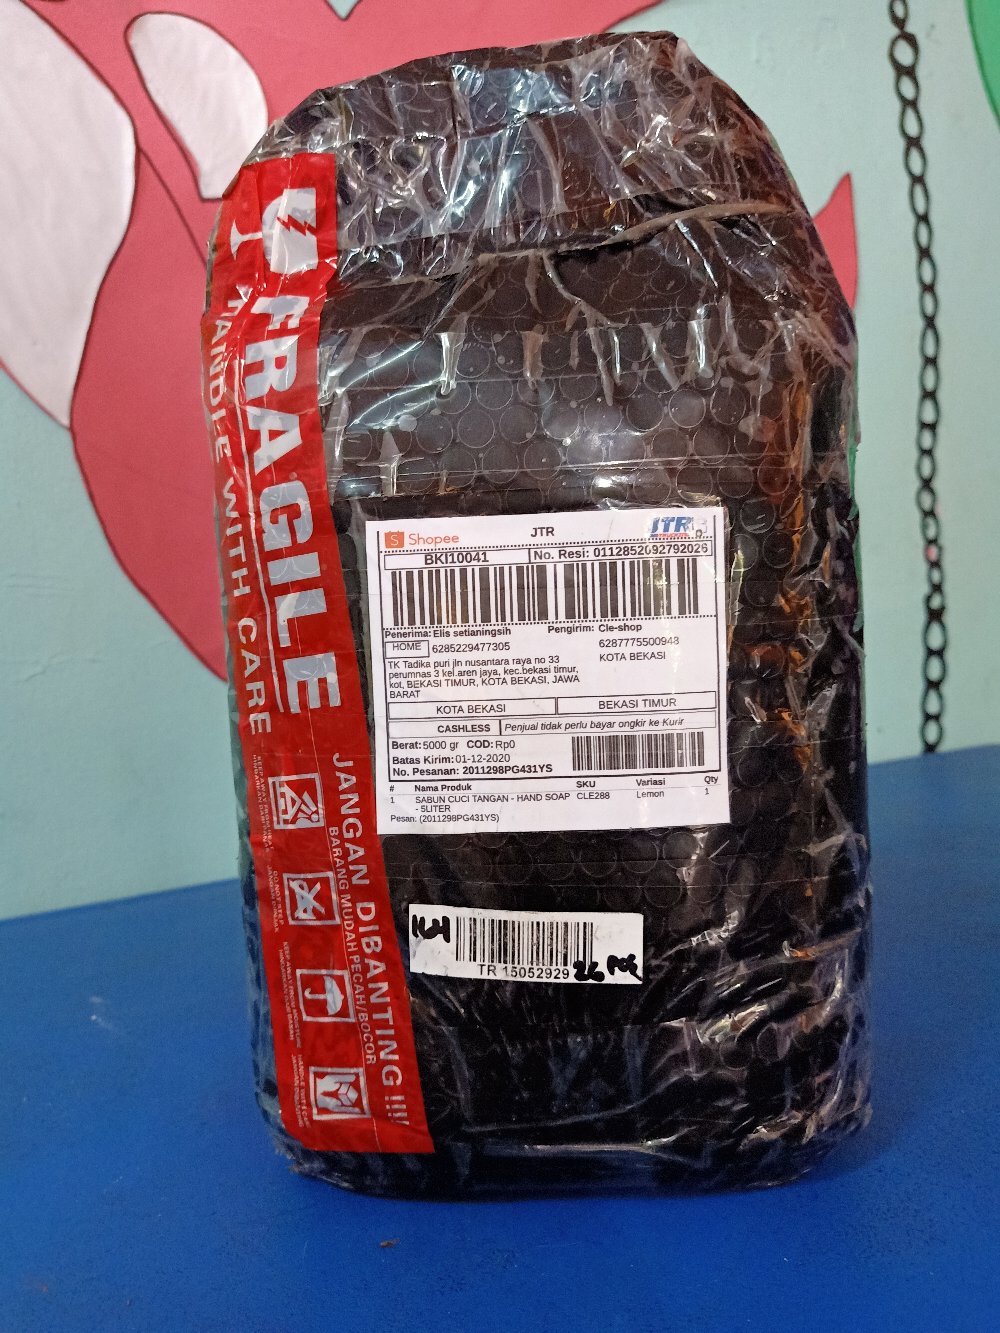 FRAGILE
HANDLE WITH CARE
JANGAN DIBANTING !!!!
BARANG MUDAH PECAH/BOCOR
Shopee
JTR
JTR
BKI10041
No. Resi: 0112852092792026
Penerima: Elis setianingsih
Pengirim: Cle-shop
HOME
6285229477305
6287775500948
KOTA BEKASI
TK Tadika puri jln nusantara raya no 33
perumnas 3 kel.aren jaya, kec.bekasi timur,
kot, BEKASI TIMUR, KOTA BEKASI, JAWA
BARAT
KOTA BEKASI
BEKASI TIMUR
CASHLESS
Penjual tidak perlu bayar ongkir ke Kurir
Berat: 5000 gr COD: Rp0
Batas Kirim: 01-12-2020
No. Pesanan: 2011298PG431YS
# Nama Produk SKU Variasi Qty
1 SABUN CUCI TANGAN - HAND SOAP CLE288 Lemon 1
- 5LITER
Pesan: (2011298PG431YS)
TR 15052929